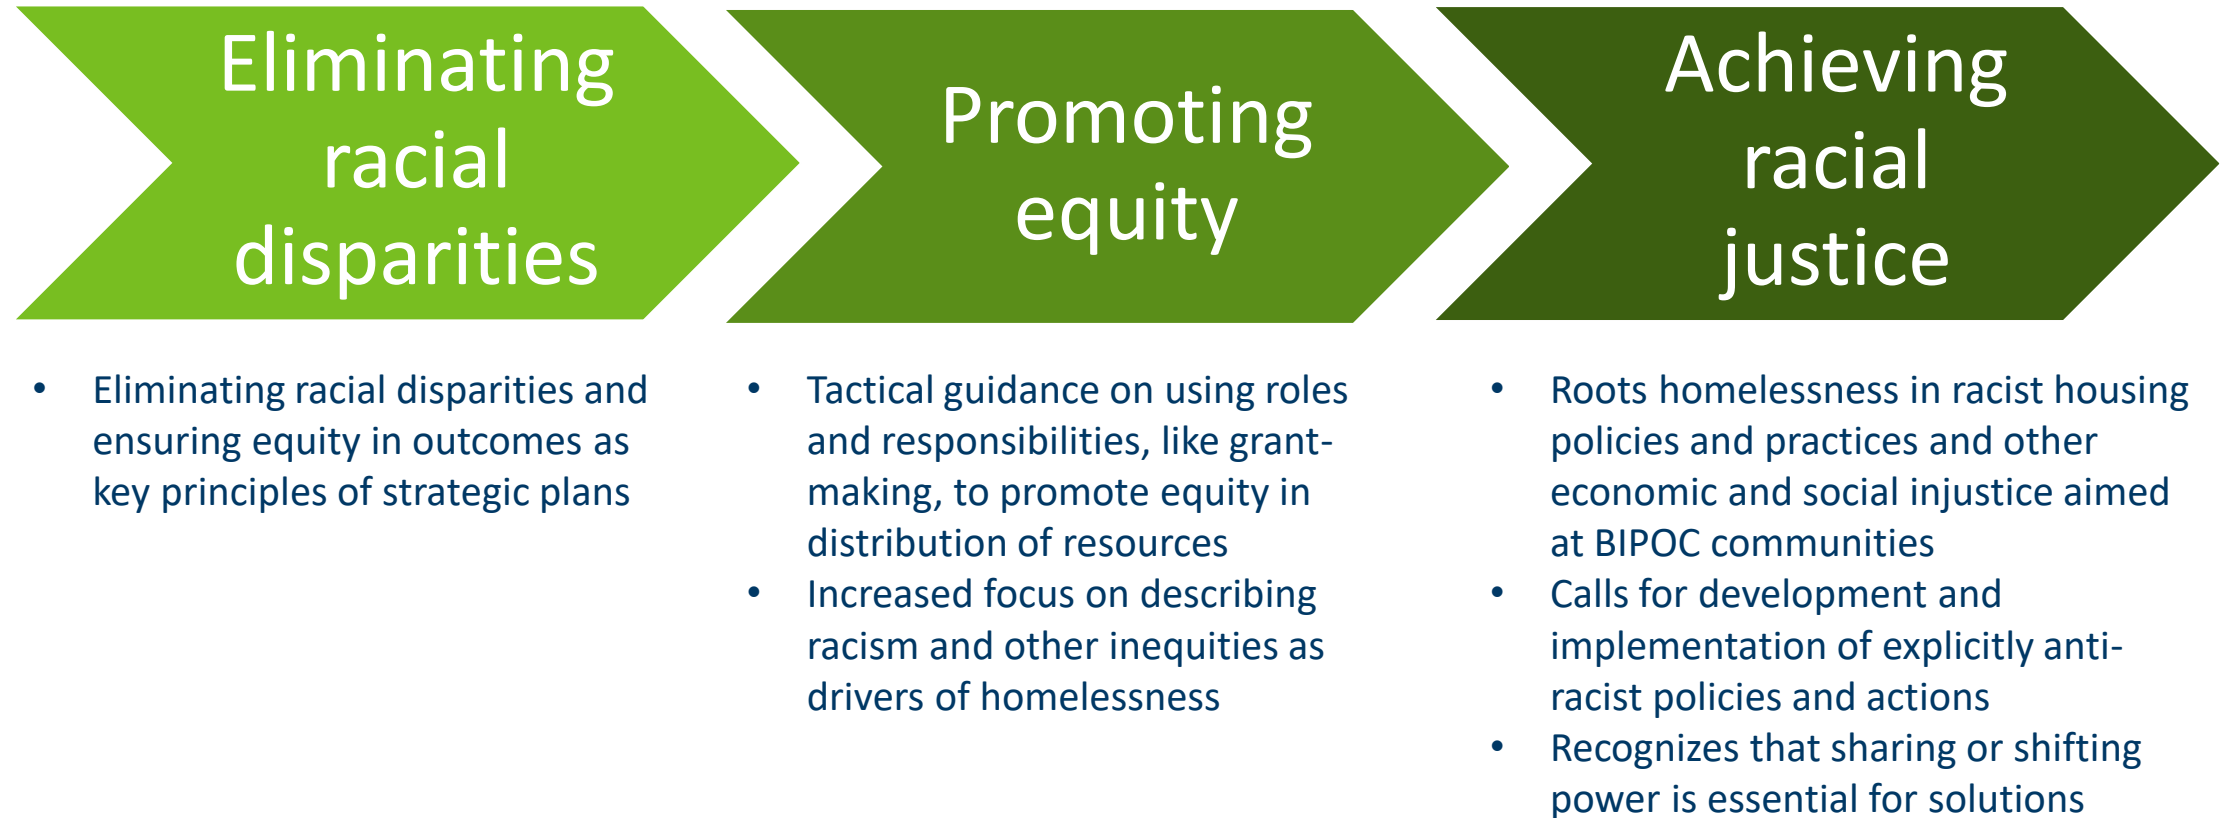 Eliminating
racial
disparities
Promoting
equity
Achieving
racial
justice
• Eliminating racial disparities and
ensuring equity in outcomes as
key principles of strategic plans
• Tactical guidance on using roles
and responsibilities, like grant-
making, to promote equity in
distribution of resources
• Increased focus on describing
racism and other inequities as
drivers of homelessness
• Roots homelessness in racist housing
policies and practices and other
economic and social injustice aimed
at BIPOC communities
• Calls for development and
implementation of explicitly anti-
racist policies and actions
• Recognizes that sharing or shifting
power is essential for solutions